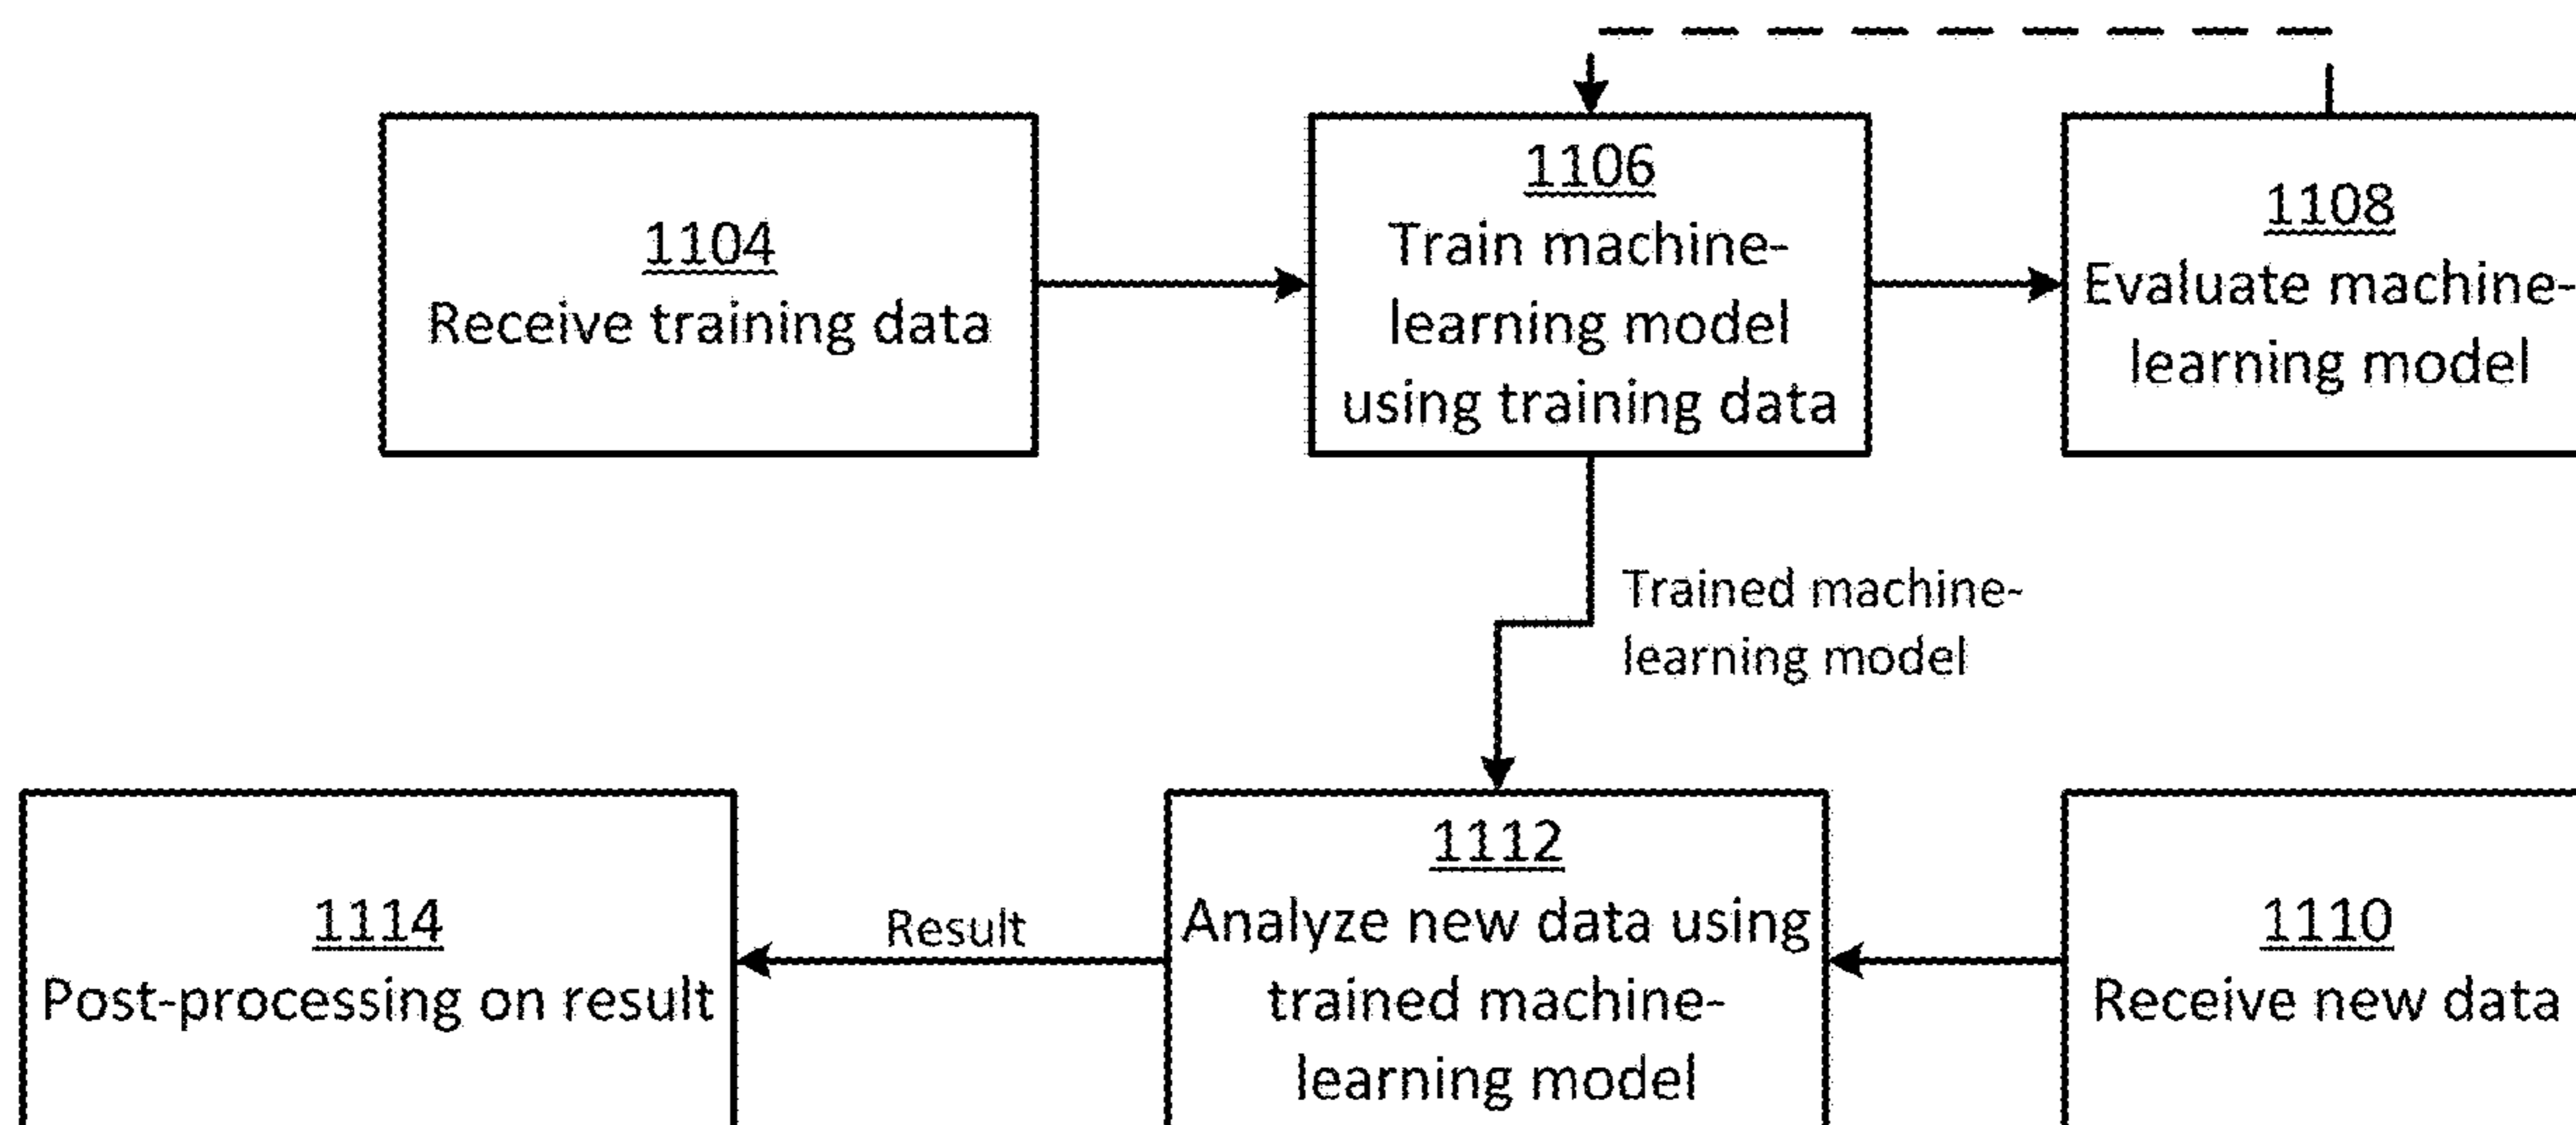 1104
Receive training data
1106
Train machine-
learning model
using training data
1108
Evaluate machine-
learning model
Trained machine-
learning model
1114
Post-processing on result
Result
1112
Analyze new data using
trained machine-
learning model
1110
Receive new data